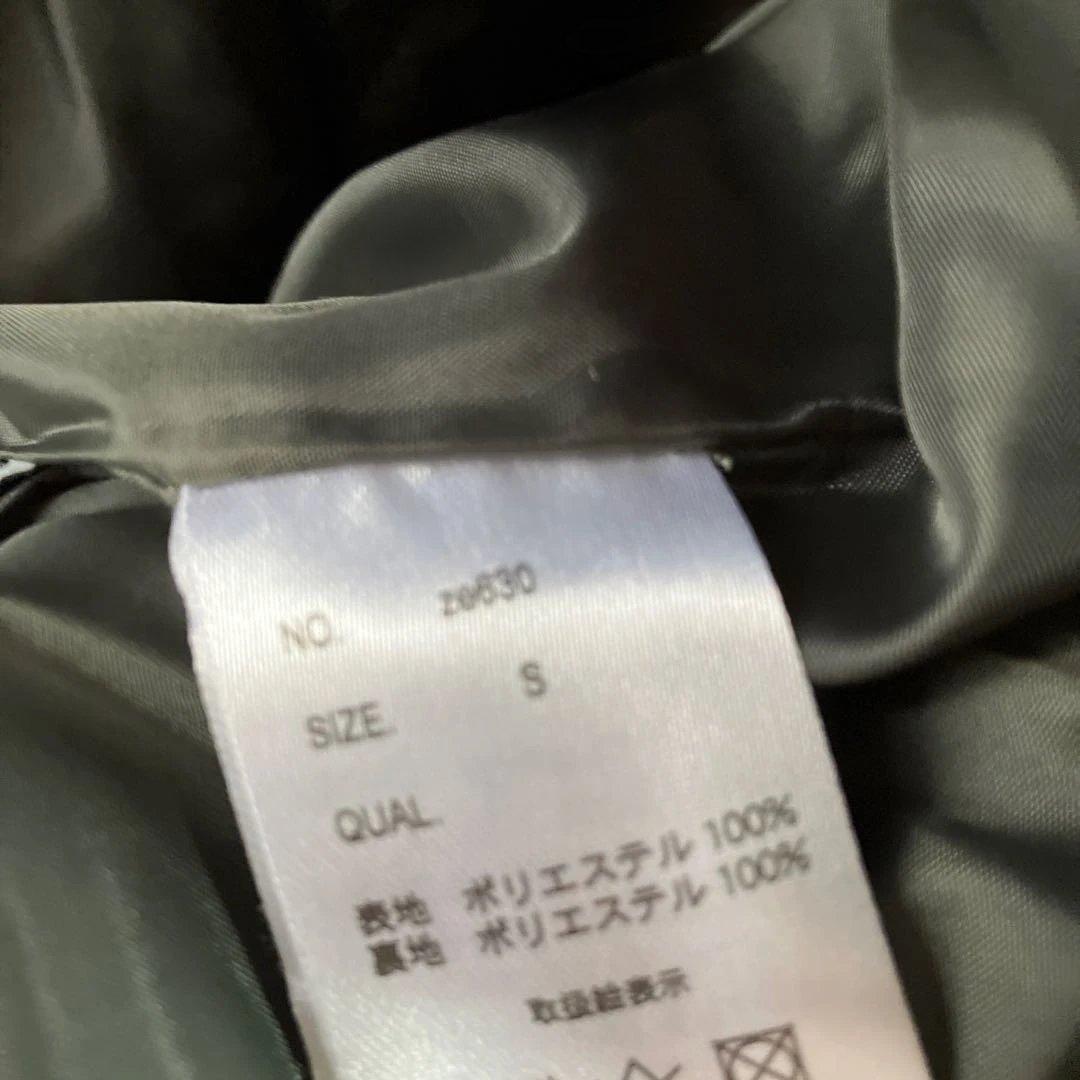 NO. ze630
SIZE. S
QUAL.
表地 ポリエステル 100%
裏地 ポリエステル 100%
取扱絵表示